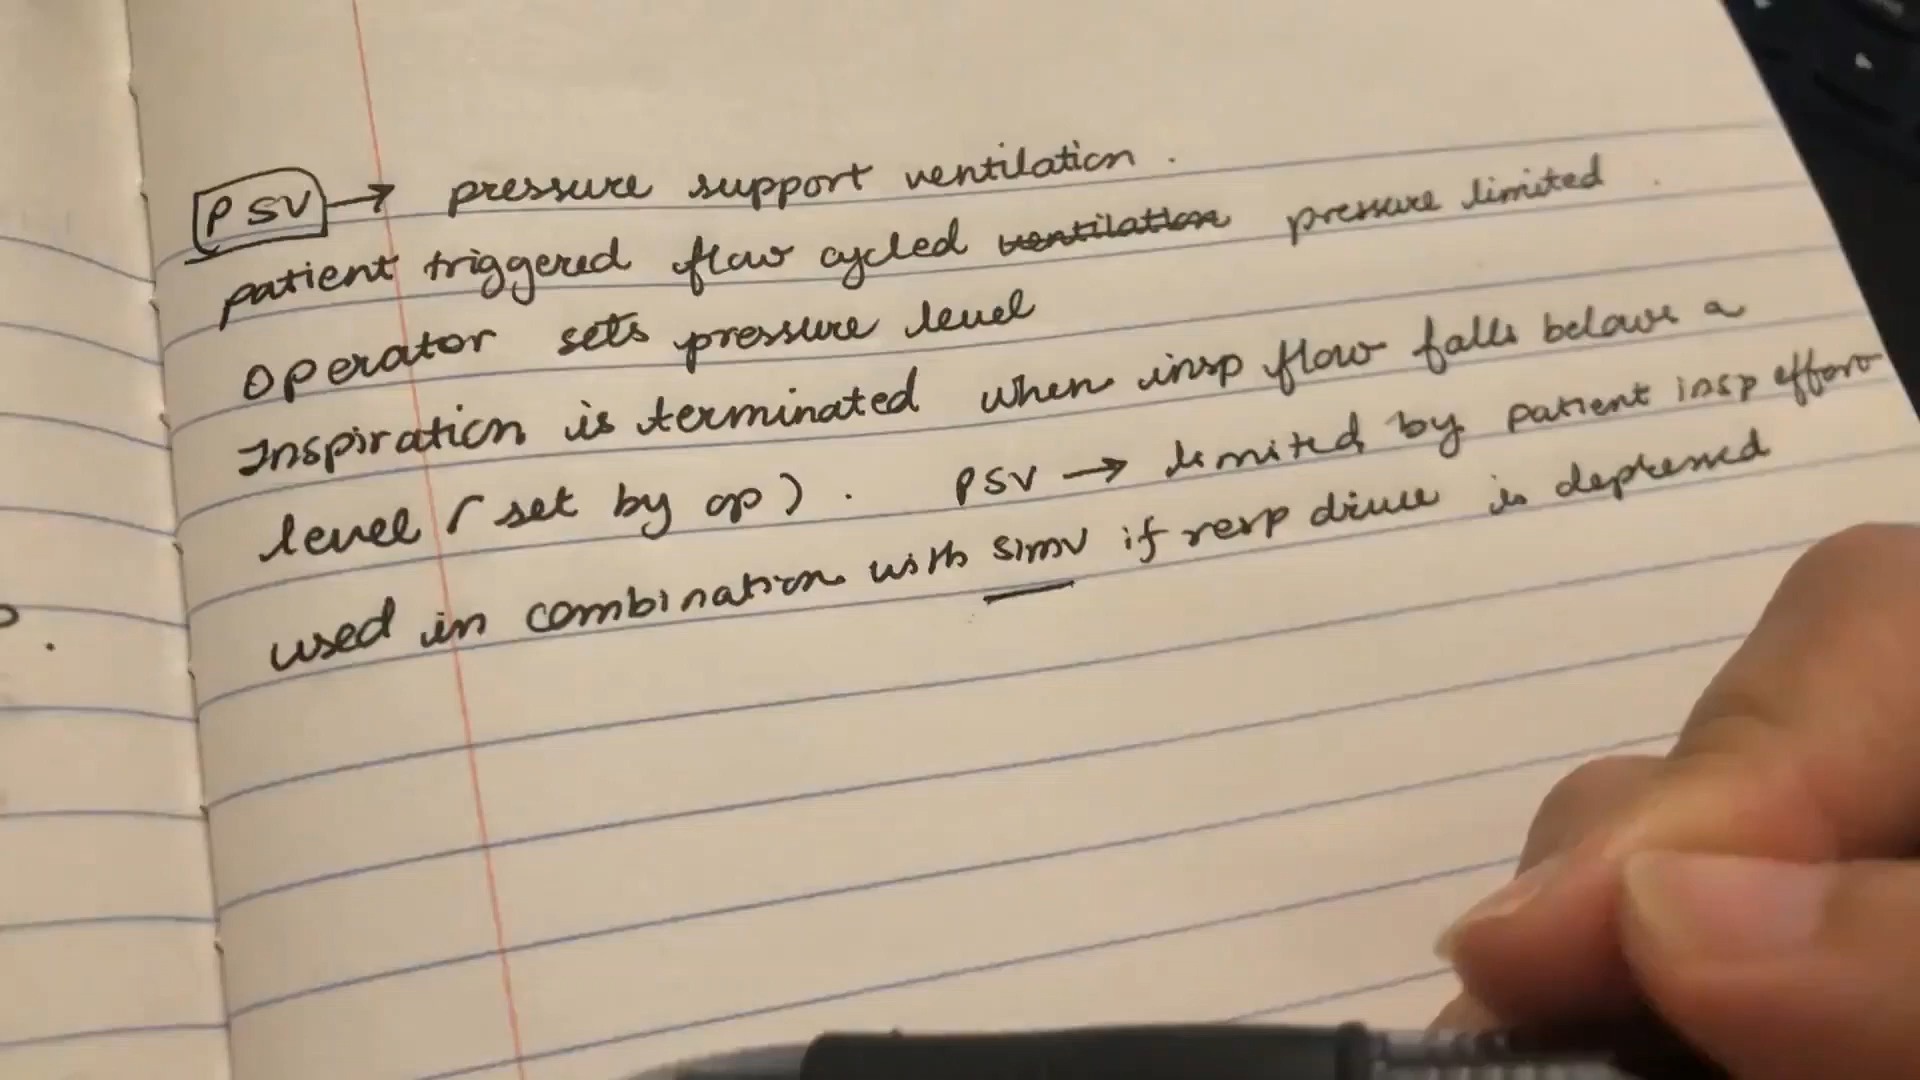 PSV → pressure support ventilation.
patient triggered flow cycled ventilation pressure limited.
Operator sets pressure level
Inspiration is terminated when insp flow falls below a
level (set by op). PSV → limited by patient insp effort
used in combination with SIMV if resp drive is depressed